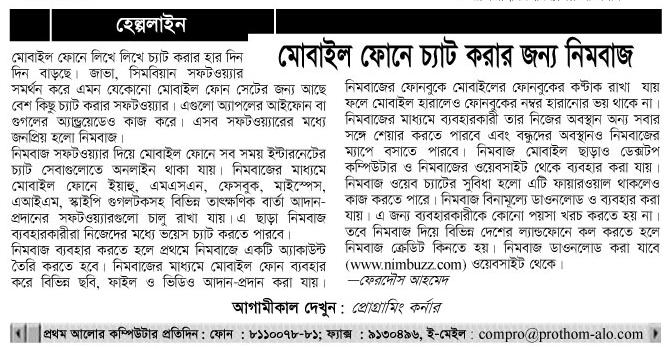 হেল্পলাইন
মোবাইল ফোনে চ্যাট করার জন্য নিমবাজ
মোবাইল ফোনে লিখে লিখে চ্যাট করার হার দিন
দিন বাড়ছে। জাভা, সিমবিয়ান সফটওয়্যার
সমর্থন করে এমন যেকোনো মোবাইল ফোন সেটের জন্য আছে
বেশ কিছু চ্যাট করার সফটওয়্যার। এগুলো অ্যাপলের আইফোন বা
গুগলের অ্যান্ড্রয়েডেও কাজ করে। এসব সফটওয়্যারের মধ্যে
জনপ্রিয় হলো নিমবাজ।
নিমবাজ সফটওয়্যার দিয়ে মোবাইল ফোনে সব সময় ইন্টারনেটের
চ্যাট সেবাগুলোতে অনলাইন থাকা যায়। নিমবাজের মাধ্যমে
মোবাইল ফোনে ইয়াহু, এমএসএন, ফেসবুক, মাইস্পেস,
এআইএম, স্কাইপি গুগলটকসহ বিভিন্ন তাৎক্ষণিক বার্তা আদান-
প্রদানের সফটওয়্যারগুলো চালু রাখা যায়। এ ছাড়া নিমবাজ
ব্যবহারকারীরা নিজেদের মধ্যে ভয়েস চ্যাট করতে পারবে।
নিমবাজ ব্যবহার করতে হলে প্রথমে নিমবাজে একটি অ্যাকাউন্ট
তৈরি করতে হবে। নিমবাজের মাধ্যমে মোবাইল ফোন ব্যবহার
করে বিভিন্ন ছবি, ফাইল ও ভিডিও আদান-প্রদান করা যায়।
নিমবাজের ফোনবুকে মোবাইলের ফোনবুকের কন্টাক রাখা যায়
ফলে মোবাইল হারালেও ফোনবুকের নম্বর হারানোর ভয় থাকে না।
নিমবাজের মাধ্যমে ব্যবহারকারী তার নিজের অবস্থান অন্য সবার
সঙ্গে শেয়ার করতে পারবে এবং বন্ধুদের অবস্থানও নিমবাজের
ম্যাপে বসাতে পারবে। নিমবাজ মোবাইল ছাড়াও ডেক্সটপ
কম্পিউটার ও নিমবাজের ওয়েবসাইট থেকে ব্যবহার করা যায়।
নিমবাজ ওয়েব চ্যাটের সুবিধা হলো এটি ফায়ারওয়াল থাকলেও
কাজ করতে পারে। নিমবাজ বিনামূল্যে ডাওনলোড ও ব্যবহার করা
যায়। এ জন্য ব্যবহারকারীকে কোনো পয়সা খরচ করতে হয় না।
তবে নিমবাজ দিয়ে বিভিন্ন দেশের ল্যান্ডফোনে কল করতে হলে
নিমবাজ ক্রেডিট কিনতে হয়। নিমবাজ ডাওনলোড করা যাবে
(www.nimbuzz.com) ওয়েবসাইট থেকে।
—ফেরদৌস আহমেদ
আগামীকাল দেখুন : প্রোগ্রামিং কর্নার
প্রথম আলোর কম্পিউটার প্রতিদিন : ফোন : ৮১১০০৭৮-৮১; ফ্যাক্স : ৯১৩০৪৯৬, ই-মেইল : compro@prothom-alo.com